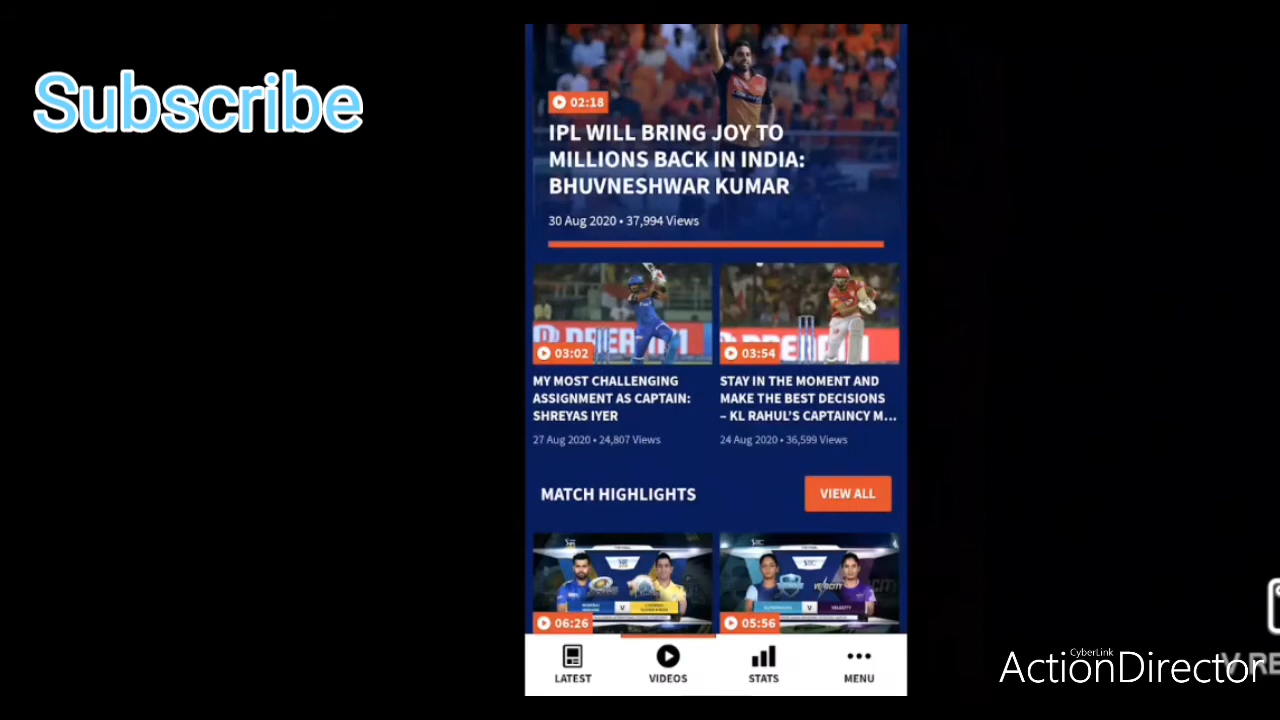 Subscribe
02:18
IPL WILL BRING JOY TO
MILLIONS BACK IN INDIA:
BHUVNESHWAR KUMAR
30 Aug 2020 • 37,994 Views
03:02
MY MOST CHALLENGING
ASSIGNMENT AS CAPTAIN:
SHREYAS IYER
27 Aug 2020 • 24,807 Views
03:54
STAY IN THE MOMENT AND
MAKE THE BEST DECISIONS
– KL RAHUL'S CAPTAINCY M...
24 Aug 2020 • 36,599 Views
MATCH HIGHLIGHTS
VIEW ALL
V
06:26
VELOCITY
V
VELOCITY
05:56
LATEST
VIDEOS
STATS
MENU
CyberLink
ActionDirector
V RE